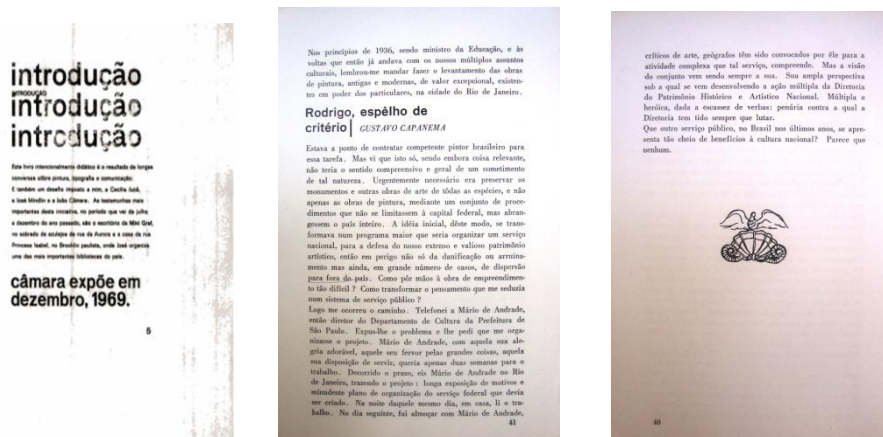 introdução
INTRODUÇÃO
introdução
introdução
Este livro intencionalmente didático é o resultado de longas
conversas sôbre pintura, tipografia e comunicação.
E também um desafio imposto a mim, a Cecília Jucá,
a José Mindlin e a João Câmara. As testemunhas mais
importantes desta iniciativa, no período que vai de julho
a dezembro do ano passado, são o escritório da Mini Graf,
no sobrado de azulejos da rua da Aurora e a casa da rua
Princesa Isabel, no Brooklin paulista, onde José organiza
uma das mais importantes bibliotecas do país.
câmara expõe em
dezembro, 1969.
5
Nos princípios de 1936, sendo ministro da Educação, e às
voltas que então já andava com os nossos múltiplos assuntos
culturais, lembrou-me mandar fazer o levantamento das obras
de pintura, antigas e modernas, de valor excepcional, existen-
tes em poder dos particulares, na cidade do Rio de Janeiro.
Rodrigo, espêlho de
critério | GUSTAVO CAPANEMA
Estava a ponto de contratar competente pintor brasileiro para
essa tarefa. Mas vi que isto só, sendo embora coisa relevante,
não teria o sentido compreensivo e geral de um cometimento
de tal natureza. Urgentemente necessário era preservar os
monumentos e outras obras de arte de tôdas as espécies, e não
apenas as obras de pintura, mediante um conjunto de proce-
dimentos que não se limitassem à capital federal, mas abran-
gessem o país inteiro. A idéia inicial, dêste modo, se trans-
formava num programa maior que seria organizar um serviço
nacional, para a defesa do nosso extenso e valioso patrimônio
artístico, então em perigo não só da danificação ou arruina-
mento mas ainda, em grande número de casos, de dispersão
para fora do país. Como pôr mãos à obra de empreendimen-
to tão difícil ? Como transformar o pensamento que me seduzia
num sistema de serviço público ?
Logo me ocorreu o caminho. Telefonei a Mário de Andrade,
então diretor do Departamento de Cultura da Prefeitura de
São Paulo. Expus-lhe o problema e lhe pedi que me orga-
nizasse o projeto. Mário de Andrade, com aquela sua ale-
gria adorável, aquele seu fervor pelas grandes coisas, aquela
sua disposição de servir, queria apenas duas semanas para o
trabalho. Decorrido o prazo, eis Mário de Andrade no Rio
de Janeiro, trazendo o projeto : longa exposição de motivos e
minudente plano de organização do serviço federal que devia
ser criado. Na noite daquele mesmo dia, em casa, li o tra-
balho. No dia seguinte, fui almoçar com Mário de Andrade,
41
críticos de arte, geógrafos têm sido convocados por êle para a
atividade complexa que tal serviço, compreende. Mas a visão
do conjunto vem sendo sempre a sua. Sua ampla perspectiva
sob a qual se vem desenvolvendo a ação múltipla da Diretoria
do Patrimônio Histórico e Artístico Nacional. Múltipla e
heróica, dada a escassez de verbas: penúria contra a qual a
Diretoria tem tido sempre que lutar.
Que outro serviço público, no Brasil nos últimos anos, se apre-
senta tão cheio de benefícios à cultura nacional? Parece que
nenhum.
40